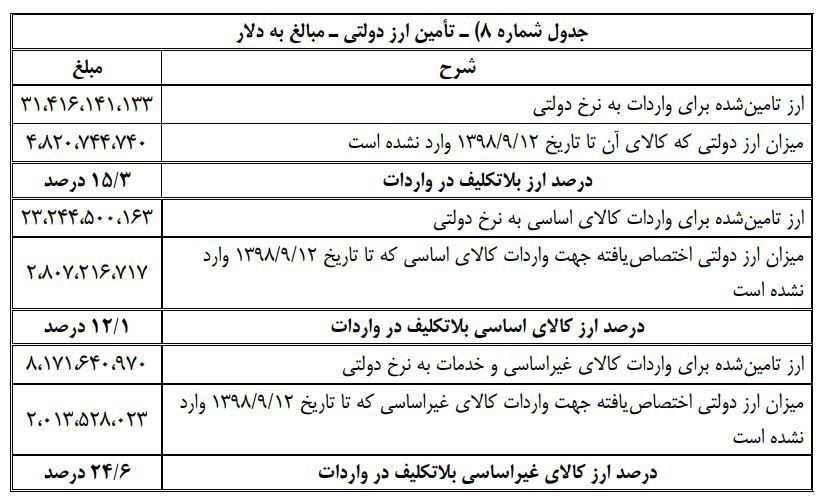 جدول شماره ۸) ـ تأمین ارز دولتی ـ مبالغ به دلار
شرح مبلغ
ارز تامین‌شده برای واردات به نرخ دولتی ۳۱،۴۱۶،۱۴۱،۱۳۳
میزان ارز دولتی که کالای آن تا تاریخ ۱۳۹۸/۹/۱۲ وارد نشده است ۴،۸۲۰،۷۴۴،۷۴۰
درصد ارز بلاتکلیف در واردات ۱۵/۳ درصد
ارز تامین‌شده برای واردات کالای اساسی به نرخ دولتی ۲۳،۲۴۴،۵۰۰،۱۶۳
میزان ارز دولتی اختصاص‌یافته جهت واردات کالای اساسی که تا تاریخ ۱۳۹۸/۹/۱۲ وارد
نشده است ۲،۸۰۷،۲۱۶،۷۱۷
درصد ارز کالای اساسی بلاتکلیف در واردات ۱۲/۱ درصد
ارز تامین‌شده برای واردات کالای غیراساسی و خدمات به نرخ دولتی ۸،۱۷۱،۶۴۰،۹۷۰
میزان ارز دولتی اختصاص‌یافته جهت واردات کالای غیراساسی که تا تاریخ ۱۳۹۸/۹/۱۲ وارد
نشده است ۲،۰۱۳،۵۲۸،۰۲۳
درصد ارز کالای غیراساسی بلاتکلیف در واردات ۲۴/۶ درصد